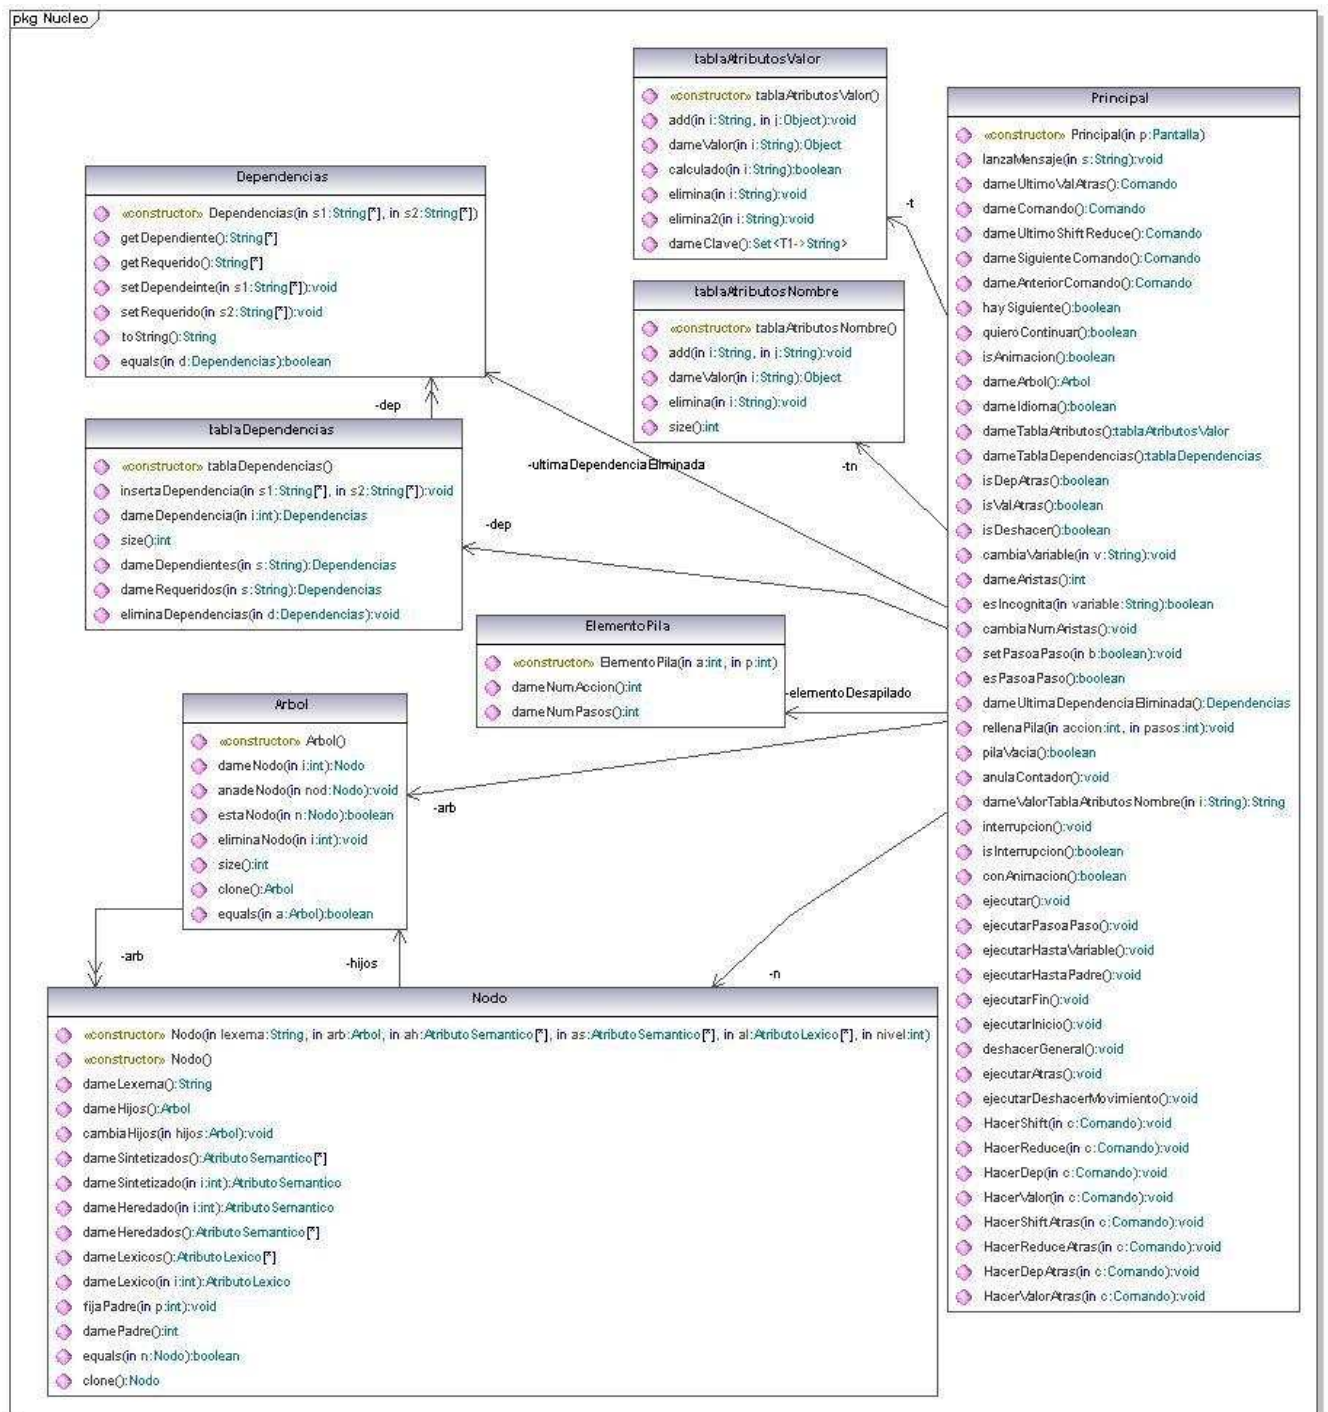 pkg Nucleo
tablaAtributosValor
«constructor» tablaAtributosValor()
add(in i:String, in j:Object):void
dameValor(in i:String):Object
calculado(in i:String):boolean
elimina(in i:String):void
elimina2(in i:String):void
dameClave():Set<T1->String>
Principal
«constructor» Principal(in p:Pantalla)
lanzaMensaje(in s:String):void
dameUltimoValAtras():Comando
dameComando():Comando
dameUltimoShiftReduce():Comando
dameSiguienteComando():Comando
dameAnteriorComando():Comando
haySiguiente():boolean
quieroContinuar():boolean
isAnimacion():boolean
dameArbol():Arbol
dameIdioma():boolean
dameTablaAtributos():tablaAtributosValor
dameTablaDependencias():tablaDependencias
isDepAtras():boolean
isValAtras():boolean
isDeshacer():boolean
cambiaVariable(in v:String):void
dameAristas():int
esIncognita(in variable:String):boolean
cambiaNumAristas():void
setPasoaPaso(in b:boolean):void
esPasoaPaso():boolean
dameUltimaDependenciaEliminada():Dependencias
rellenaPila(in accion:int, in pasos:int):void
pilaVacia():boolean
anulaContador():void
dameValorTablaAtributosNombre(in i:String):String
interrupcion():void
isInterrupcion():boolean
conAnimacion():boolean
ejecutar():void
ejecutarPasoaPaso():void
ejecutarHastaVariable():void
ejecutarHastaPadre():void
ejecutarFin():void
ejecutarInicio():void
deshacerGeneral():void
ejecutarAtras():void
ejecutarDeshacerMovimiento():void
HacerShift(in c:Comando):void
HacerReduce(in c:Comando):void
HacerDep(in c:Comando):void
HacerValor(in c:Comando):void
HacerShiftAtras(in c:Comando):void
HacerReduceAtras(in c:Comando):void
HacerDepAtras(in c:Comando):void
HacerValorAtras(in c:Comando):void
Dependencias
«constructor» Dependencias(in s1:String[*], in s2:String[*])
getDependiente():String[*]
getRequerido():String[*]
setDependeinte(in s1:String[*]):void
setRequerido(in s2:String[*]):void
toString():String
equals(in d:Dependencias):boolean
-t
tablaAtributosNombre
«constructor» tablaAtributosNombre()
add(in i:String, in j:String):void
dameValor(in i:String):Object
elimina(in i:String):void
size():int
-dep
-tn
-ultimaDependenciaEliminada
tablaDependencias
«constructor» tablaDependencias()
insertaDependencia(in s1:String[*], in s2:String[*]):void
dameDependencia(in i:int):Dependencias
size():int
dameDependientes(in s:String):Dependencias
dameRequeridos(in s:String):Dependencias
eliminaDependencias(in d:Dependencias):void
-dep
ElementoPila
«constructor» ElementoPila(in a:int, in p:int)
dameNumAccion():int
dameNumPasos():int
-elementoDesapilado
Arbol
«constructor» Arbol()
dameNodo(in i:int):Nodo
anadeNodo(in nod:Nodo):void
estaNodo(in n:Nodo):boolean
eliminaNodo(in i:int):void
size():int
clone():Arbol
equals(in a:Arbol):boolean
-arb
-arb
-hijos
-n
Nodo
«constructor» Nodo(in lexema:String, in arb:Arbol, in ah:AtributoSemantico[*], in as:AtributoSemantico[*], in al:AtributoLexico[*], in nivel:int)
«constructor» Nodo()
dameLexema():String
dameHijos():Arbol
cambiaHijos(in hijos:Arbol):void
dameSintetizados():AtributoSemantico[*]
dameSintetizado(in i:int):AtributoSemantico
dameHeredado(in i:int):AtributoSemantico
dameHeredados():AtributoSemantico[*]
dameLexicos():AtributoLexico[*]
dameLexico(in i:int):AtributoLexico
fijaPadre(in p:int):void
damePadre():int
equals(in n:Nodo):boolean
clone():Nodo